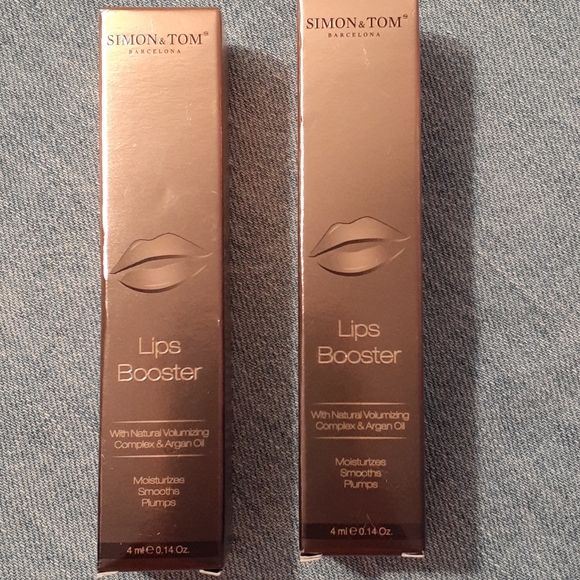 SIMON & TOM®
BARCELONA
Lips
Booster
With Natural Volumizing
Complex & Argan Oil
Moisturizes
Smooths
Plumps
4 ml ℮ 0.14 Oz.
SIMON & TOM®
BARCELONA
Lips
Booster
With Natural Volumizing
Complex & Argan Oil
Moisturizes
Smooths
Plumps
4 ml ℮ 0.14 Oz.